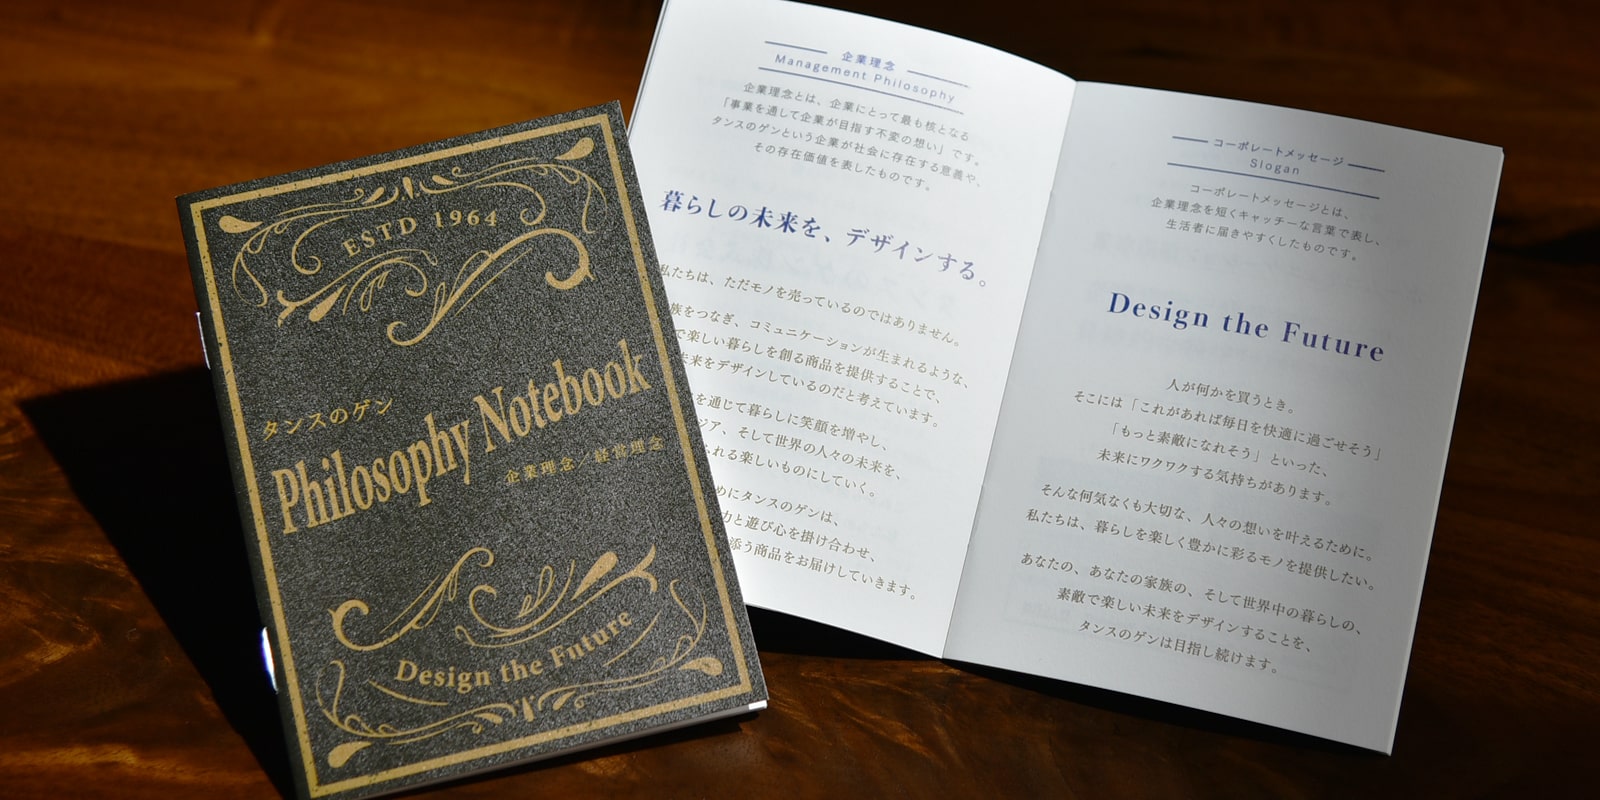 ESTD 1964
タンスのゲン
Philosophy Notebook
企業理念／経営理念
Design the Future
企業理念
Management Philosophy
企業理念とは、企業にとって最も核となる
「事業を通して企業が目指す不変の想い」です。
タンスのゲンという企業が社会に存在する意義や、
その存在価値を表したものです。
暮らしの未来を、デザインする。
私たちは、ただモノを売っているのではありません。
族をつなぎ、コミュニケーションが生まれるような、
で楽しい暮らしを創る商品を提供することで、
未来をデザインしているのだと考えています。
を通じて暮らしに笑顔を増やし、
ジア、そして世界の人々の未来を、
れる楽しいものにしていく。
めにタンスのゲンは、
力と遊び心を掛け合わせ、
添う商品をお届けしていきます。
コーポレートメッセージ
Slogan
コーポレートメッセージとは、
企業理念を短くキャッチーな言葉で表し、
生活者に届きやすくしたものです。
Design the Future
人が何かを買うとき。
そこには「これがあれば毎日を快適に過ごせそう」
「もっと素敵になれそう」といった、
未来にワクワクする気持ちがあります。
そんな何気なくも大切な、人々の想いを叶えるために。
私たちは、暮らしを楽しく豊かに彩るモノを提供したい。
あなたの、あなたの家族の、そして世界中の暮らしの、
素敵で楽しい未来をデザインすることを、
タンスのゲンは目指し続けます。